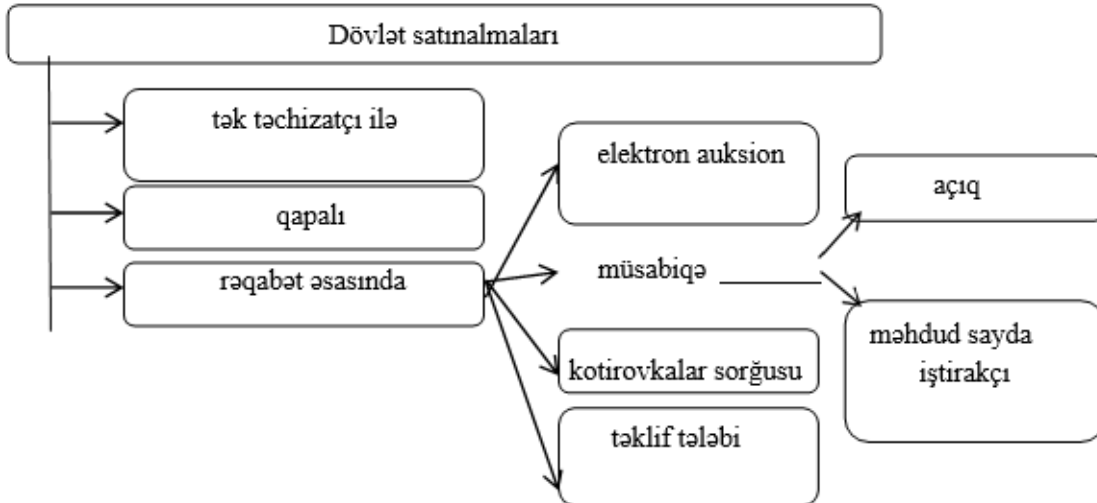 Dövlət satınalmaları
tək təchizatçı ilə
qapalı
rəqabət əsasında
elektron auksion
müsabiqə
kotirovkalar sorğusu
təklif tələbi
açıq
məhdud sayda
iştirakçı